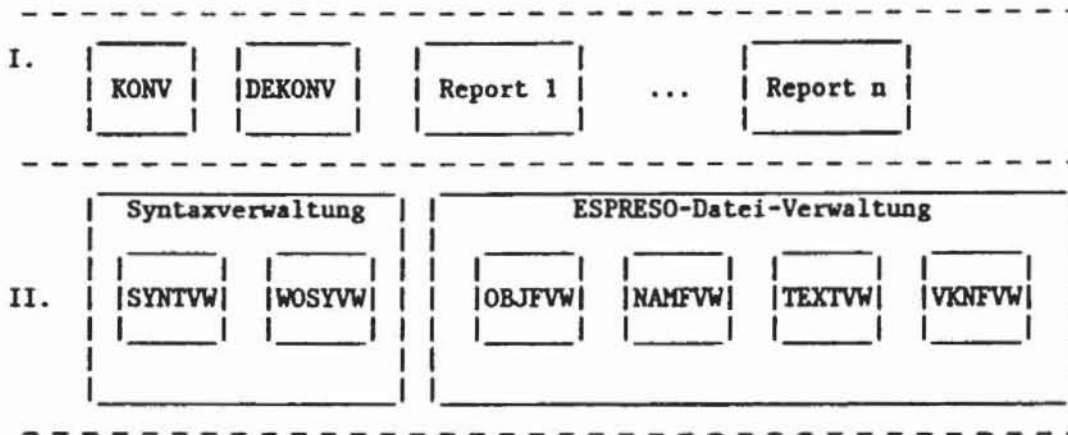 I. KONV DEKONV Report 1 ... Report n
Syntaxverwaltung ESPRESO-Datei-Verwaltung
II. SYNTVW WOSYVW OBJFVW NAMFVW TEXTVW VKNFVW